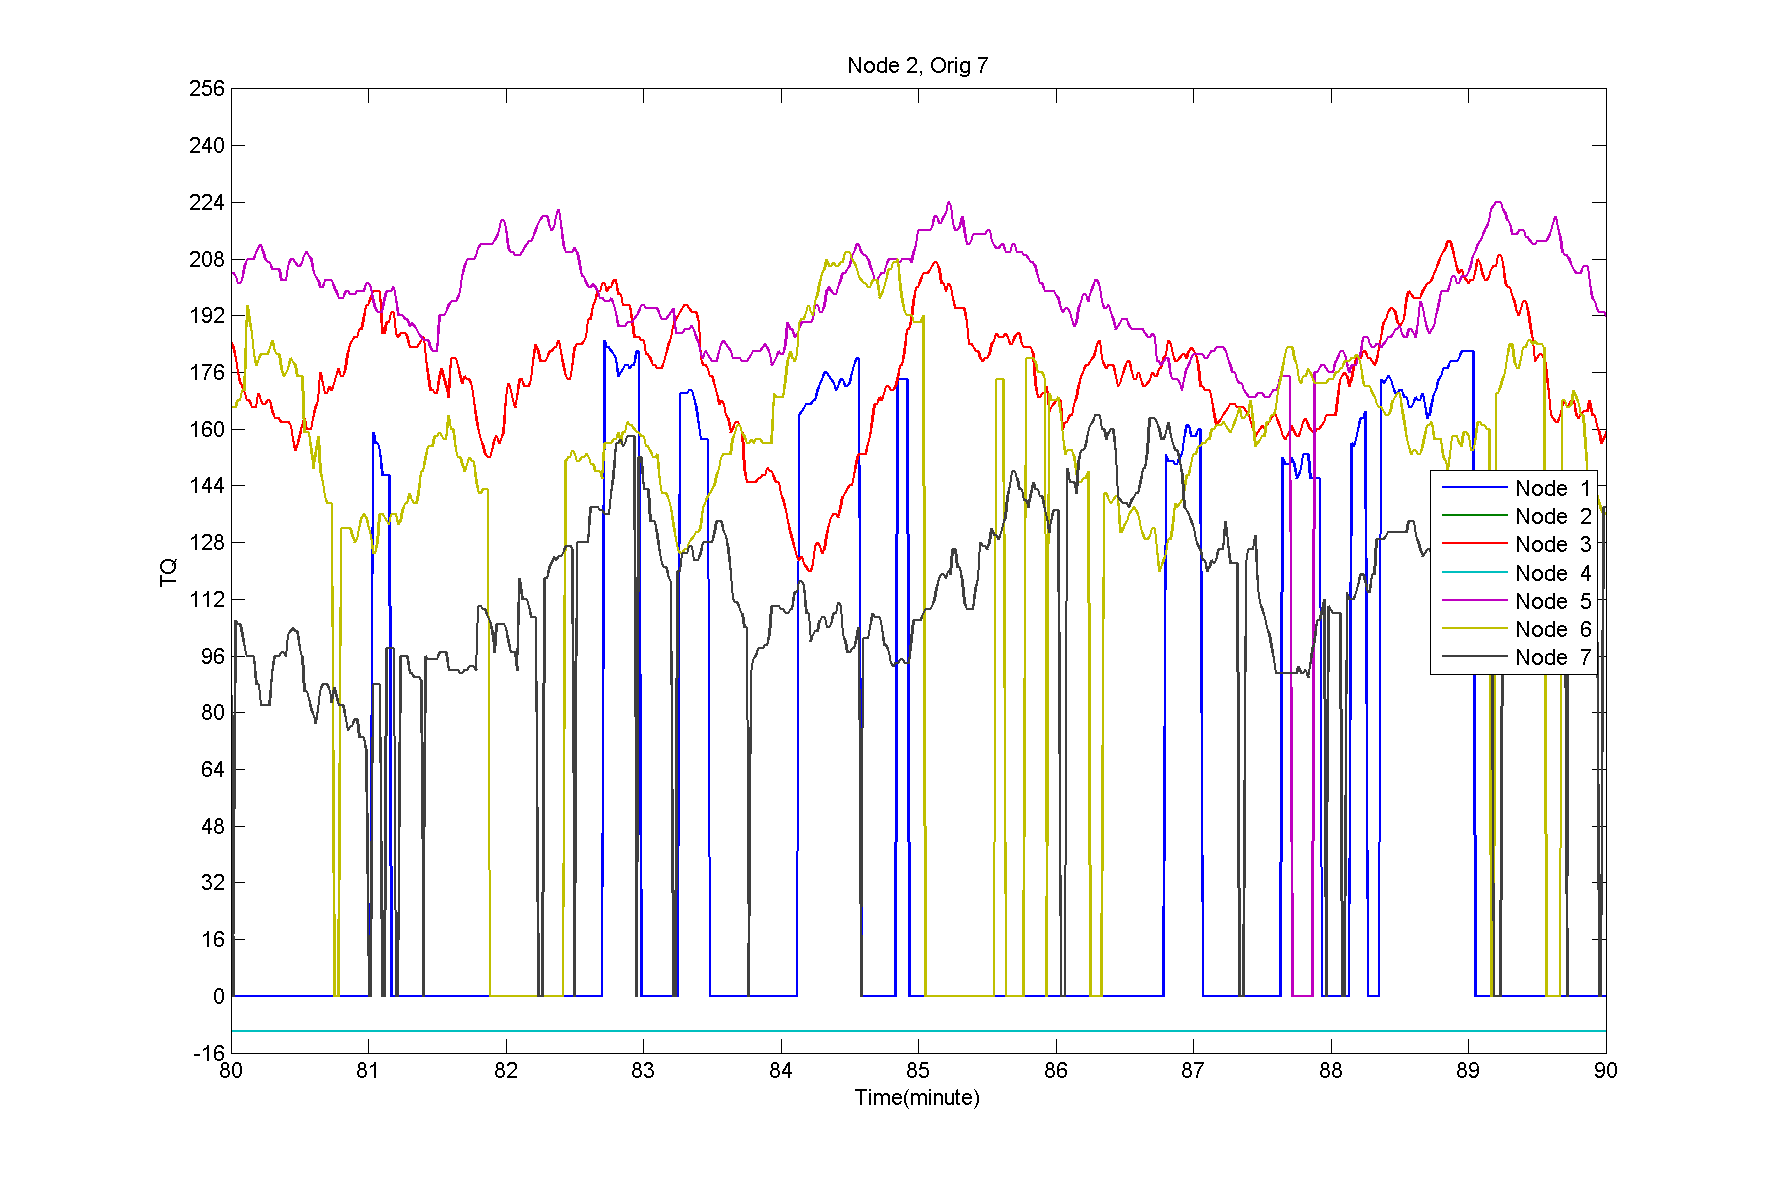 Node 2, Orig 7
256
240
224
208
192
176
160
144
128
112
96
80
64
48
32
16
0
-16
TQ
Node 1
Node 2
Node 3
Node 4
Node 5
Node 6
Node 7
80 81 82 83 84 85 86 87 88 89 90
Time(minute)